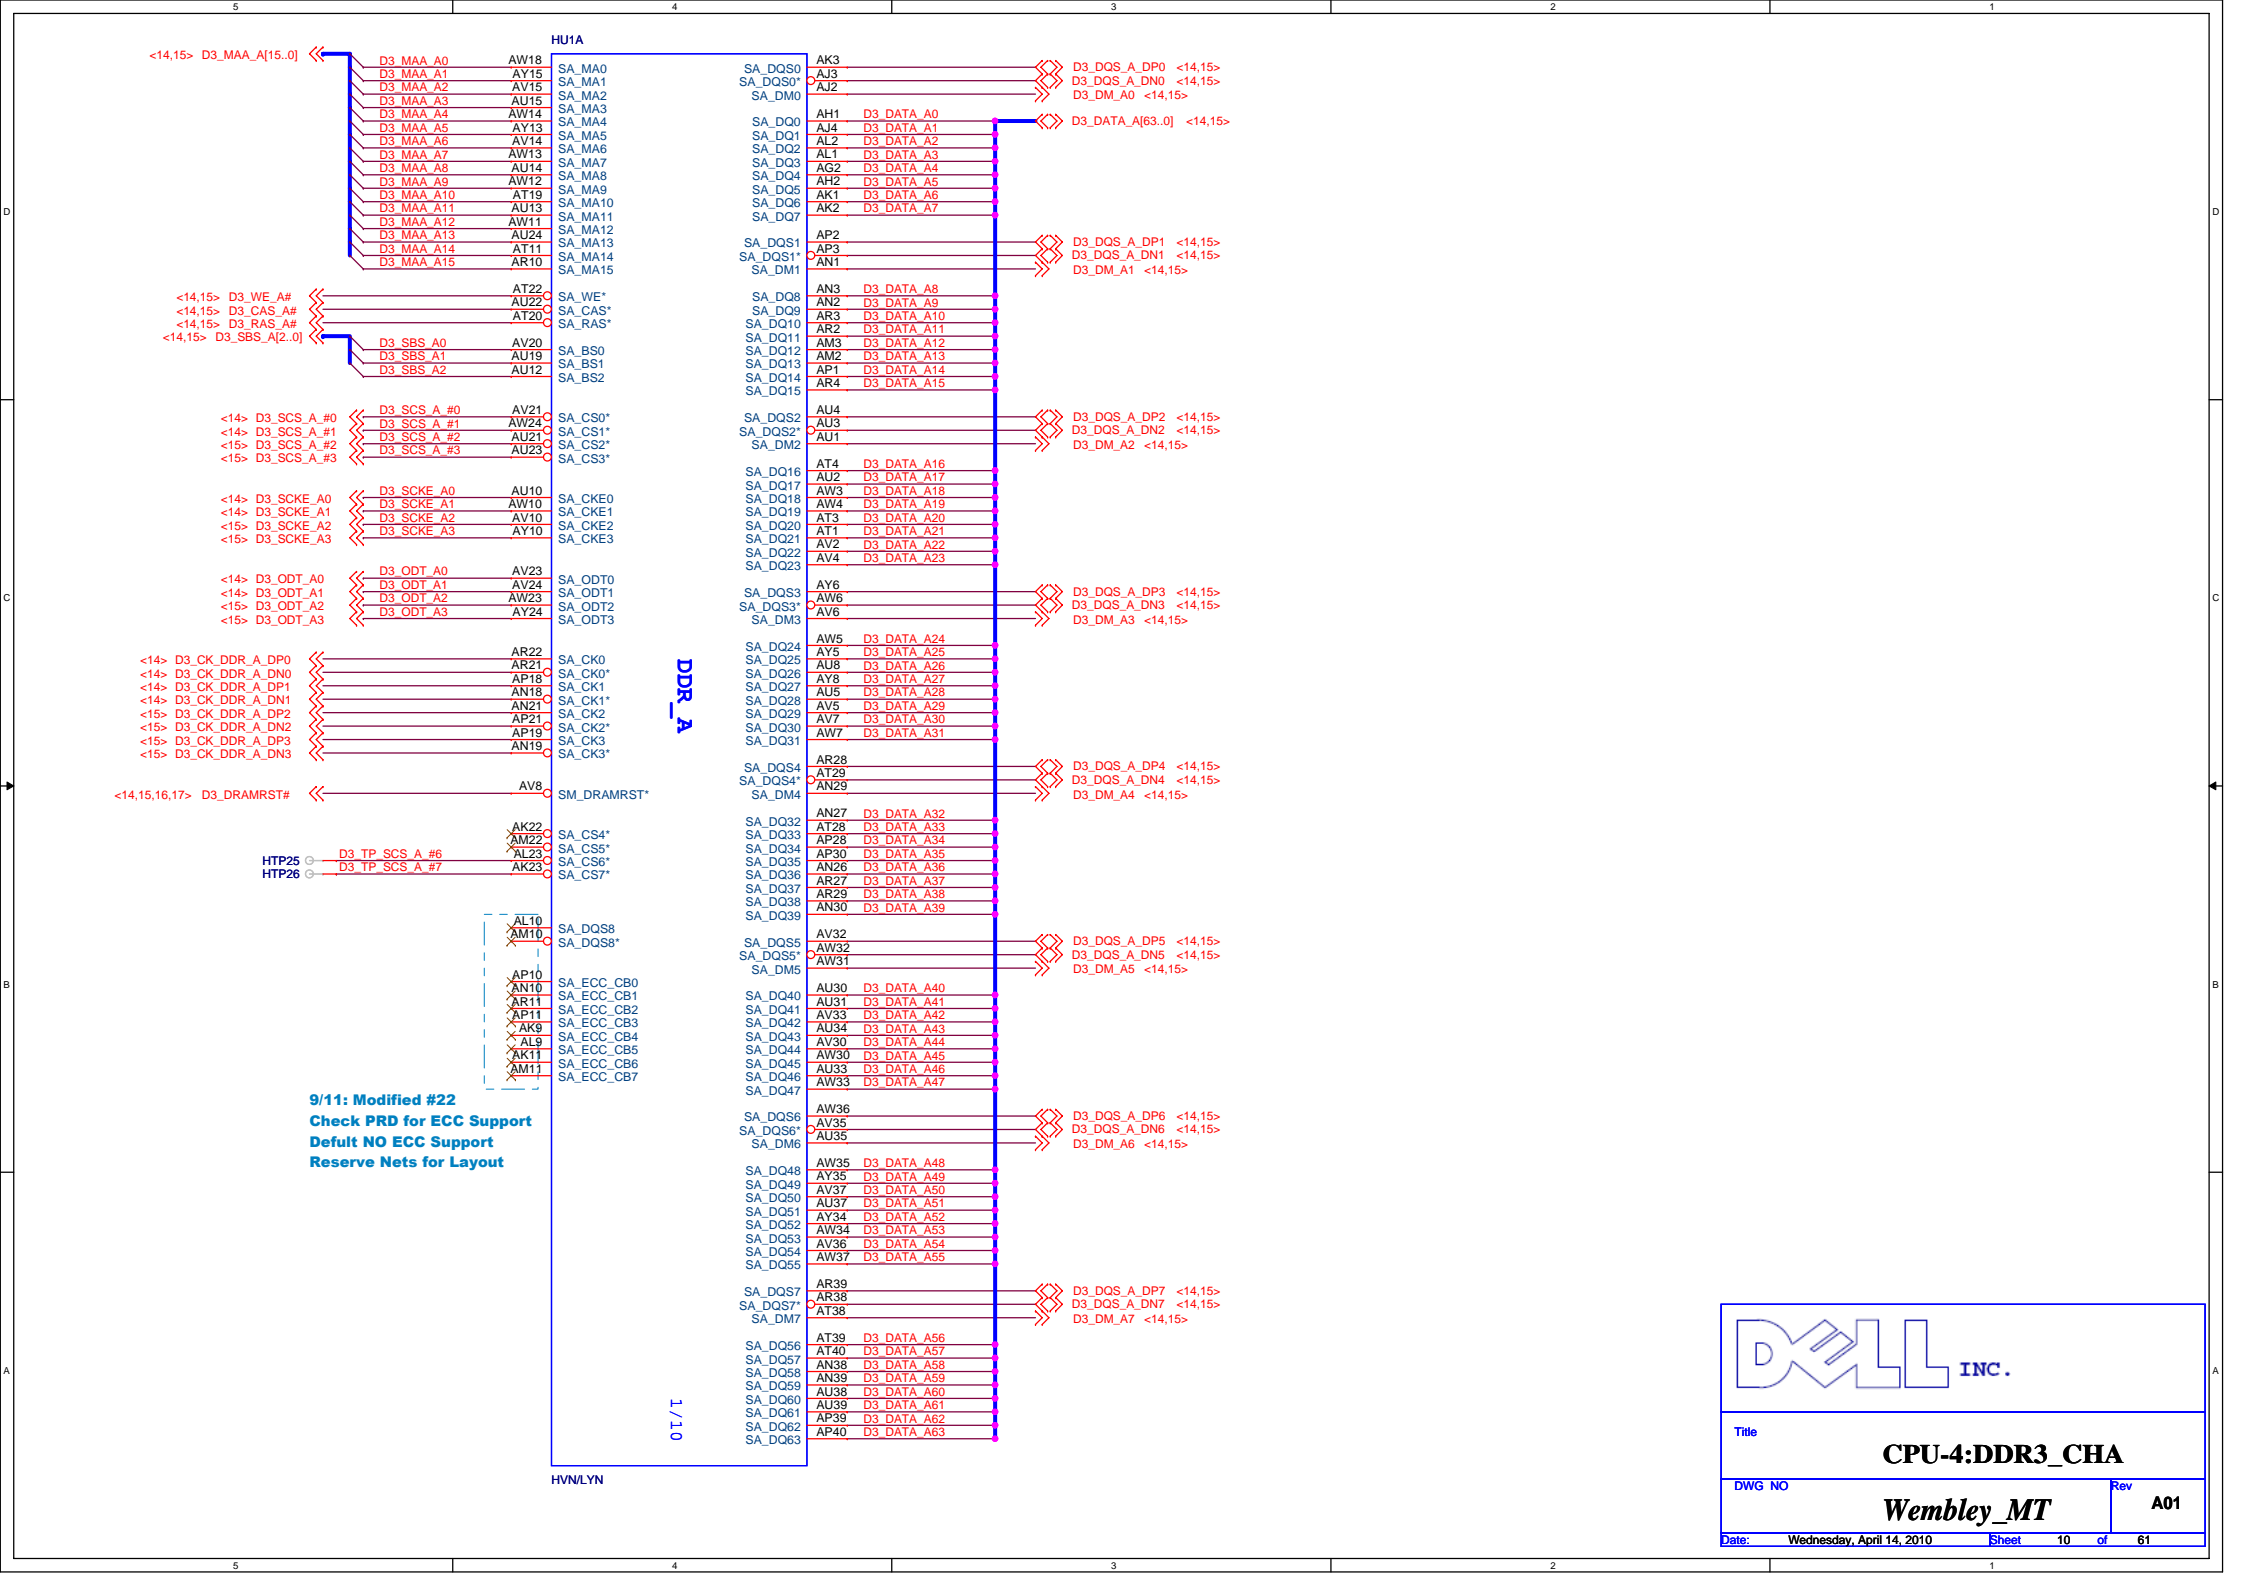 5 4 3 2 1
HU1A
<14,15> D3_MAA_A[15..0]
D3_MAA_A0 AW18 SA_MA0
D3_MAA_A1 AY15 SA_MA1
D3_MAA_A2 AV15 SA_MA2
D3_MAA_A3 AU15 SA_MA3
D3_MAA_A4 AW14 SA_MA4
D3_MAA_A5 AY13 SA_MA5
D3_MAA_A6 AV14 SA_MA6
D3_MAA_A7 AW13 SA_MA7
D3_MAA_A8 AU14 SA_MA8
D3_MAA_A9 AW12 SA_MA9
D3_MAA_A10 AT19 SA_MA10
D3_MAA_A11 AU13 SA_MA11
D3_MAA_A12 AW11 SA_MA12
D3_MAA_A13 AU24 SA_MA13
D3_MAA_A14 AT11 SA_MA14
D3_MAA_A15 AR10 SA_MA15
<14,15> D3_WE_A# AT22 SA_WE*
<14,15> D3_CAS_A# AU22 SA_CAS*
<14,15> D3_RAS_A# AT20 SA_RAS*
<14,15> D3_SBS_A[2..0]
D3_SBS_A0 AV20 SA_BS0
D3_SBS_A1 AU19 SA_BS1
D3_SBS_A2 AU12 SA_BS2
<14> D3_SCS_A_#0 D3_SCS_A_#0 AV21 SA_CS0*
<14> D3_SCS_A_#1 D3_SCS_A_#1 AW24 SA_CS1*
<15> D3_SCS_A_#2 D3_SCS_A_#2 AU21 SA_CS2*
<15> D3_SCS_A_#3 D3_SCS_A_#3 AU23 SA_CS3*
<14> D3_SCKE_A0 D3_SCKE_A0 AU10 SA_CKE0
<14> D3_SCKE_A1 D3_SCKE_A1 AW10 SA_CKE1
<15> D3_SCKE_A2 D3_SCKE_A2 AV10 SA_CKE2
<15> D3_SCKE_A3 D3_SCKE_A3 AY10 SA_CKE3
<14> D3_ODT_A0 D3_ODT_A0 AV23 SA_ODT0
<14> D3_ODT_A1 D3_ODT_A1 AV24 SA_ODT1
<15> D3_ODT_A2 D3_ODT_A2 AW23 SA_ODT2
<15> D3_ODT_A3 D3_ODT_A3 AY24 SA_ODT3
<14> D3_CK_DDR_A_DP0 AR22 SA_CK0
<14> D3_CK_DDR_A_DN0 AR21 SA_CK0*
<14> D3_CK_DDR_A_DP1 AP18 SA_CK1
<14> D3_CK_DDR_A_DN1 AN18 SA_CK1*
<15> D3_CK_DDR_A_DP2 AN21 SA_CK2
<15> D3_CK_DDR_A_DN2 AP21 SA_CK2*
<15> D3_CK_DDR_A_DP3 AP19 SA_CK3
<15> D3_CK_DDR_A_DN3 AN19 SA_CK3*
<14,15,16,17> D3_DRAMRST# AV8 SM_DRAMRST*
AK22 SA_CS4*
AM22 SA_CS5*
HTP25 D3_TP_SCS_A_#6 AL23 SA_CS6*
HTP26 D3_TP_SCS_A_#7 AK23 SA_CS7*
AL10 SA_DQS8
AM10 SA_DQS8*
AP10 SA_ECC_CB0
AN10 SA_ECC_CB1
AR11 SA_ECC_CB2
AP11 SA_ECC_CB3
AK9 SA_ECC_CB4
AL9 SA_ECC_CB5
AK11 SA_ECC_CB6
AM11 SA_ECC_CB7
9/11: Modified #22
Check PRD for ECC Support
Defult NO ECC Support
Reserve Nets for Layout
DDR_A
1/10
HVN/LYN
SA_DQS0 AK3 D3_DQS_A_DP0 <14,15>
SA_DQS0* AJ3 D3_DQS_A_DN0 <14,15>
SA_DM0 AJ2 D3_DM_A0 <14,15>
D3_DATA_A[63..0] <14,15>
SA_DQ0 AH1 D3_DATA_A0
SA_DQ1 AJ4 D3_DATA_A1
SA_DQ2 AL2 D3_DATA_A2
SA_DQ3 AL1 D3_DATA_A3
SA_DQ4 AG2 D3_DATA_A4
SA_DQ5 AH2 D3_DATA_A5
SA_DQ6 AK1 D3_DATA_A6
SA_DQ7 AK2 D3_DATA_A7
SA_DQS1 AP2 D3_DQS_A_DP1 <14,15>
SA_DQS1* AP3 D3_DQS_A_DN1 <14,15>
SA_DM1 AN1 D3_DM_A1 <14,15>
SA_DQ8 AN3 D3_DATA_A8
SA_DQ9 AN2 D3_DATA_A9
SA_DQ10 AR3 D3_DATA_A10
SA_DQ11 AR2 D3_DATA_A11
SA_DQ12 AM3 D3_DATA_A12
SA_DQ13 AM2 D3_DATA_A13
SA_DQ14 AP1 D3_DATA_A14
SA_DQ15 AR4 D3_DATA_A15
SA_DQS2 AU4 D3_DQS_A_DP2 <14,15>
SA_DQS2* AU3 D3_DQS_A_DN2 <14,15>
SA_DM2 AU1 D3_DM_A2 <14,15>
SA_DQ16 AT4 D3_DATA_A16
SA_DQ17 AU2 D3_DATA_A17
SA_DQ18 AW3 D3_DATA_A18
SA_DQ19 AW4 D3_DATA_A19
SA_DQ20 AT3 D3_DATA_A20
SA_DQ21 AT1 D3_DATA_A21
SA_DQ22 AV2 D3_DATA_A22
SA_DQ23 AV4 D3_DATA_A23
SA_DQS3 AY6 D3_DQS_A_DP3 <14,15>
SA_DQS3* AW6 D3_DQS_A_DN3 <14,15>
SA_DM3 AV6 D3_DM_A3 <14,15>
SA_DQ24 AW5 D3_DATA_A24
SA_DQ25 AY5 D3_DATA_A25
SA_DQ26 AU8 D3_DATA_A26
SA_DQ27 AY8 D3_DATA_A27
SA_DQ28 AU5 D3_DATA_A28
SA_DQ29 AV5 D3_DATA_A29
SA_DQ30 AV7 D3_DATA_A30
SA_DQ31 AW7 D3_DATA_A31
SA_DQS4 AR28 D3_DQS_A_DP4 <14,15>
SA_DQS4* AT29 D3_DQS_A_DN4 <14,15>
SA_DM4 AN29 D3_DM_A4 <14,15>
SA_DQ32 AN27 D3_DATA_A32
SA_DQ33 AT28 D3_DATA_A33
SA_DQ34 AP28 D3_DATA_A34
SA_DQ35 AP30 D3_DATA_A35
SA_DQ36 AN26 D3_DATA_A36
SA_DQ37 AR27 D3_DATA_A37
SA_DQ38 AR29 D3_DATA_A38
SA_DQ39 AN30 D3_DATA_A39
SA_DQS5 AV32 D3_DQS_A_DP5 <14,15>
SA_DQS5* AW32 D3_DQS_A_DN5 <14,15>
SA_DM5 AW31 D3_DM_A5 <14,15>
SA_DQ40 AU30 D3_DATA_A40
SA_DQ41 AU31 D3_DATA_A41
SA_DQ42 AV33 D3_DATA_A42
SA_DQ43 AU34 D3_DATA_A43
SA_DQ44 AV30 D3_DATA_A44
SA_DQ45 AW30 D3_DATA_A45
SA_DQ46 AU33 D3_DATA_A46
SA_DQ47 AW33 D3_DATA_A47
SA_DQS6 AW36 D3_DQS_A_DP6 <14,15>
SA_DQS6* AV35 D3_DQS_A_DN6 <14,15>
SA_DM6 AU35 D3_DM_A6 <14,15>
SA_DQ48 AW35 D3_DATA_A48
SA_DQ49 AY35 D3_DATA_A49
SA_DQ50 AV37 D3_DATA_A50
SA_DQ51 AU37 D3_DATA_A51
SA_DQ52 AY34 D3_DATA_A52
SA_DQ53 AW34 D3_DATA_A53
SA_DQ54 AV36 D3_DATA_A54
SA_DQ55 AW37 D3_DATA_A55
SA_DQS7 AR39 D3_DQS_A_DP7 <14,15>
SA_DQS7* AR38 D3_DQS_A_DN7 <14,15>
SA_DM7 AT38 D3_DM_A7 <14,15>
SA_DQ56 AT39 D3_DATA_A56
SA_DQ57 AT40 D3_DATA_A57
SA_DQ58 AN38 D3_DATA_A58
SA_DQ59 AN39 D3_DATA_A59
SA_DQ60 AU38 D3_DATA_A60
SA_DQ61 AU39 D3_DATA_A61
SA_DQ62 AP39 D3_DATA_A62
SA_DQ63 AP40 D3_DATA_A63
D D
C C
B B
A A
DELL INC.
Title
CPU-4:DDR3_CHA
DWG NO Rev
Wembley_MT A01
Date: Wednesday, April 14, 2010 Sheet 10 of 61
5 4 3 2 1